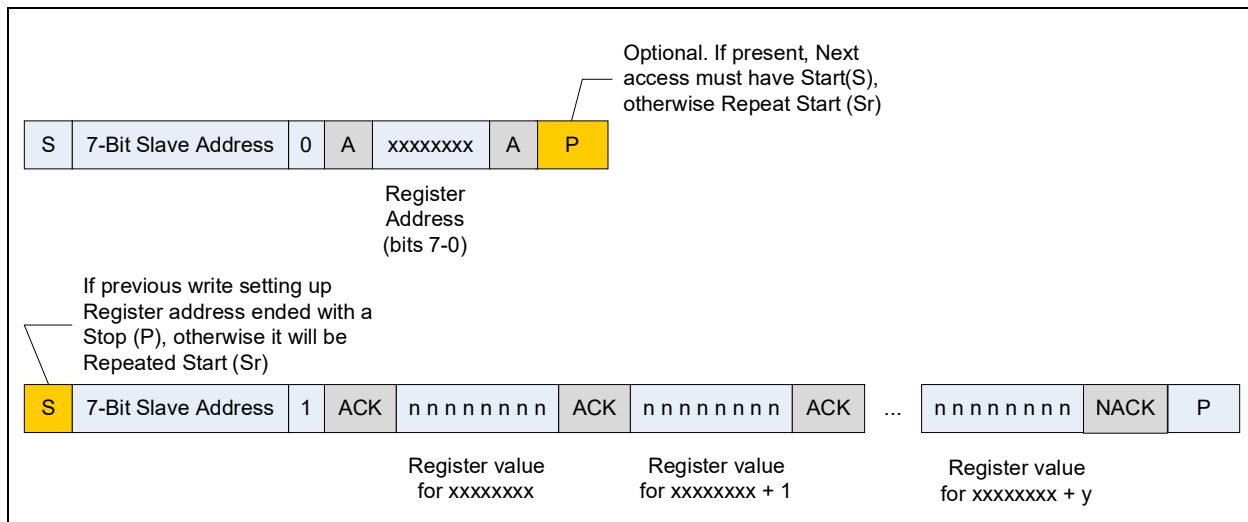 Optional. If present, Next
access must have Start(S),
otherwise Repeat Start (Sr)
S 7-Bit Slave Address 0 A xxxxxxxx A P
Register
Address
(bits 7-0)
If previous write setting up
Register address ended with a
Stop (P), otherwise it will be
Repeated Start (Sr)
S 7-Bit Slave Address 1 ACK n n n n n n n n ACK n n n n n n n n ACK ... n n n n n n n n NACK P
Register value
for xxxxxxxx
Register value
for xxxxxxxx + 1
Register value
for xxxxxxxx + y